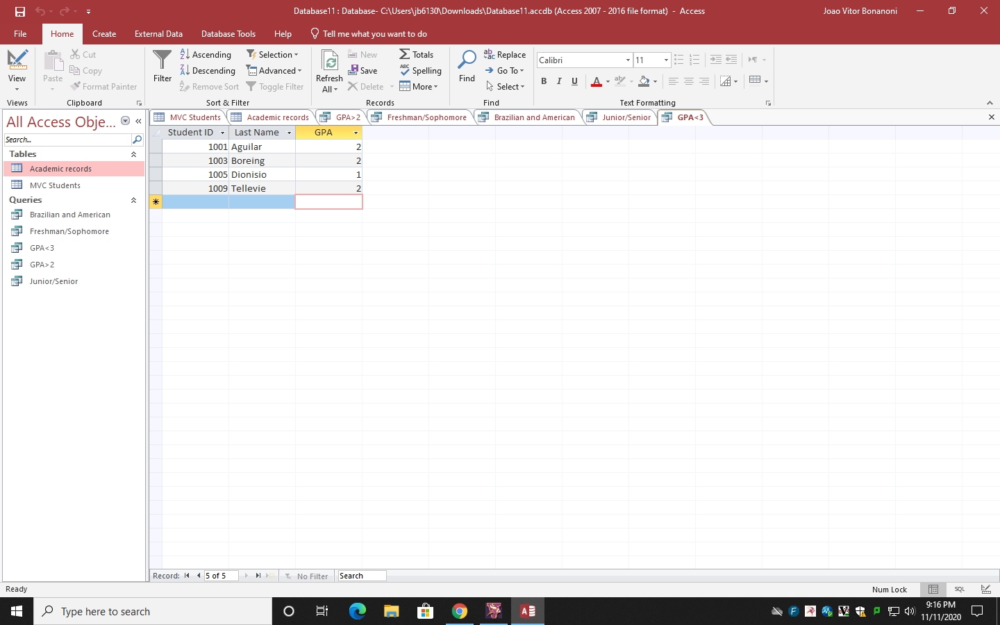 Database11 : Database- C:\Users\jb6130\Downloads\Database11.accdb (Access 2007 - 2016 file format) - Access
Joao Vitor Bonanoni
File Home Create External Data Database Tools Help Tell me what you want to do
View
Views
Paste
Cut
Copy
Format Painter
Clipboard
Filter
Ascending
Descending
Remove Sort
Selection
Advanced
Toggle Filter
Sort & Filter
Refresh
All
New
Save
Delete
Totals
Spelling
More
Records
Find
Replace
Go To
Select
Find
Calibri 11
B I U
Text Formatting
All Access Obje...
Search...
Tables
Academic records
MVC Students
Queries
Brazilian and American
Freshman/Sophomore
GPA<3
GPA>2
Junior/Senior
MVC Students Academic records GPA>2 Freshman/Sophomore Brazilian and American Junior/Senior GPA<3
Student ID Last Name GPA
1001 Aguilar 2
1003 Boreing 2
1005 Dionisio 1
1009 Tellevie 2
Record: 5 of 5 No Filter Search
Ready
Num Lock
SQL
Type here to search
9:16 PM
11/11/2020